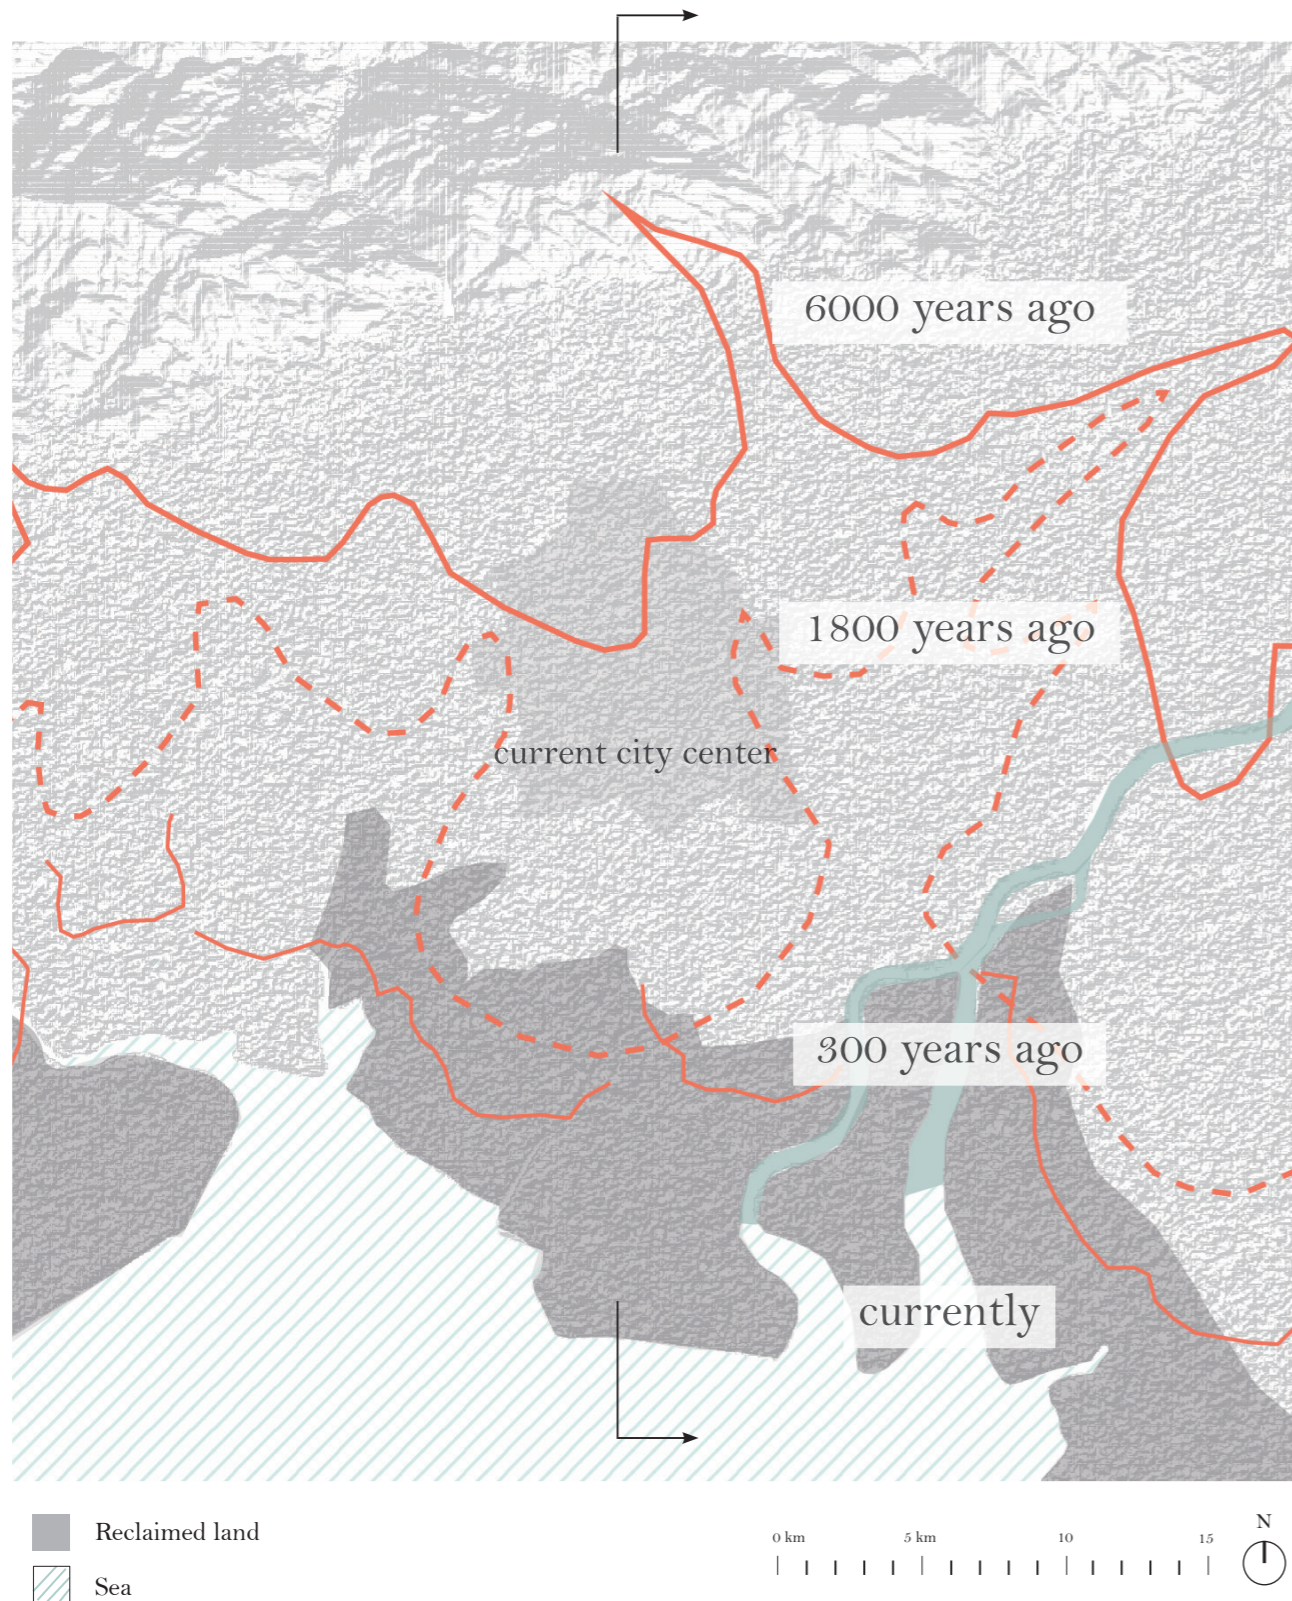 6000 years ago
1800 years ago
current city center
300 years ago
currently
Reclaimed land
Sea
0 km
5 km
10
15
N